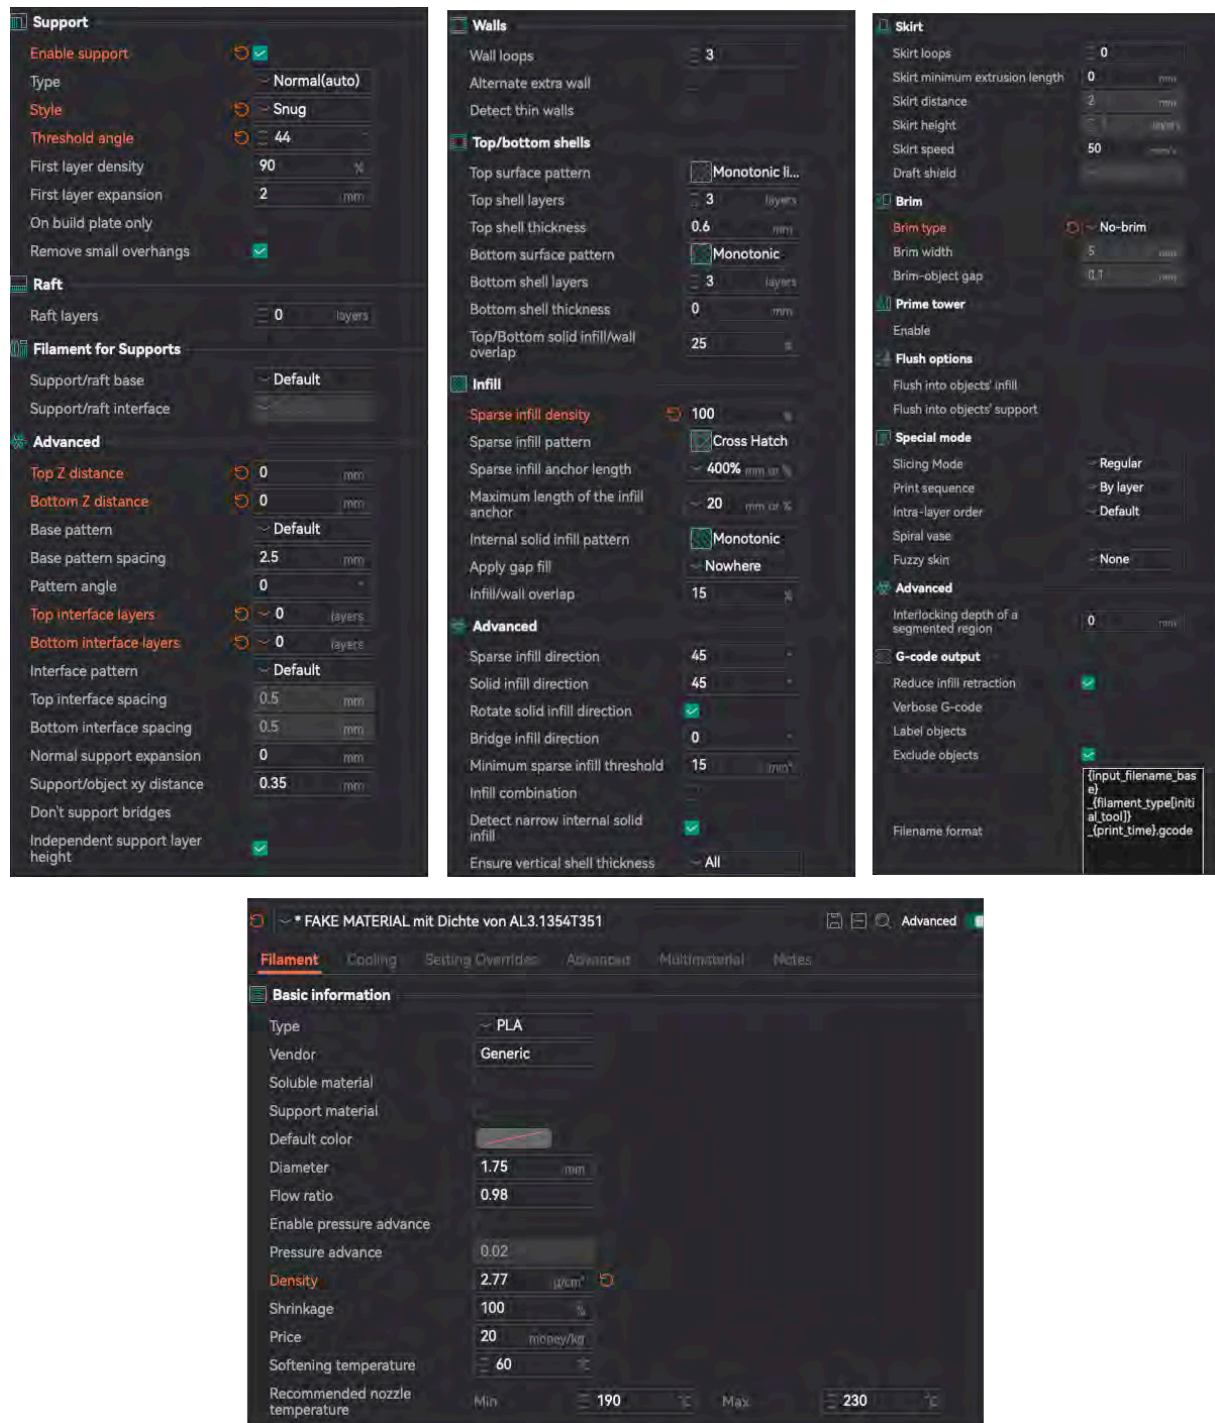 Support
Enable support
Type Normal(auto)
Style Snug
Threshold angle 44 °
First layer density 90 %
First layer expansion 2 mm
On build plate only
Remove small overhangs
Raft
Raft layers 0 layers
Filament for Supports
Support/raft base Default
Support/raft interface
Advanced
Top Z distance 0 mm
Bottom Z distance 0 mm
Base pattern Default
Base pattern spacing 2.5 mm
Pattern angle 0 °
Top interface layers 0 layers
Bottom interface layers 0 layers
Interface pattern Default
Top interface spacing 0.5 mm
Bottom interface spacing 0.5 mm
Normal support expansion 0 mm
Support/object xy distance 0.35 mm
Don't support bridges
Independent support layer
height
Walls
Wall loops 3
Alternate extra wall
Detect thin walls
Top/bottom shells
Top surface pattern Monotonic li...
Top shell layers 3 layers
Top shell thickness 0.6 mm
Bottom surface pattern Monotonic
Bottom shell layers 3 layers
Bottom shell thickness 0 mm
Top/Bottom solid infill/wall
overlap 25 %
Infill
Sparse infill density 100 %
Sparse infill pattern Cross Hatch
Sparse infill anchor length 400% mm or %
Maximum length of the infill
anchor 20 mm or %
Internal solid infill pattern Monotonic
Apply gap fill Nowhere
Infill/wall overlap 15 %
Advanced
Sparse infill direction 45 °
Solid infill direction 45 °
Rotate solid infill direction
Bridge infill direction 0 °
Minimum sparse infill threshold 15 mm²
Infill combination
Detect narrow internal solid
infill
Ensure vertical shell thickness All
Skirt
Skirt loops 0
Skirt minimum extrusion length 0 mm
Skirt distance 2 mm
Skirt height 1 layers
Skirt speed 50 mm/s
Draft shield
Brim
Brim type No-brim
Brim width 5 mm
Brim-object gap 0.1 mm
Prime tower
Enable
Flush options
Flush into objects' infill
Flush into objects' support
Special mode
Slicing Mode Regular
Print sequence By layer
Intra-layer order Default
Spiral vase
Fuzzy skin None
Advanced
Interlocking depth of a
segmented region 0 mm
G-code output
Reduce infill retraction
Verbose G-code
Label objects
Exclude objects
{input_filename_bas
e}
_{filament_type[initi
al_tool]}
Filename format _{print_time}.gcode
* FAKE MATERIAL mit Dichte von AL3.1354T351 Advanced
Filament Cooling Setting Overrides Advanced Multimaterial Notes
Basic information
Type PLA
Vendor Generic
Soluble material
Support material
Default color
Diameter 1.75 mm
Flow ratio 0.98
Enable pressure advance
Pressure advance 0.02
Density 2.77 g/cm³
Shrinkage 100 %
Price 20 money/kg
Softening temperature 60 °C
Recommended nozzle
temperature Min 190 °C Max 230 °C